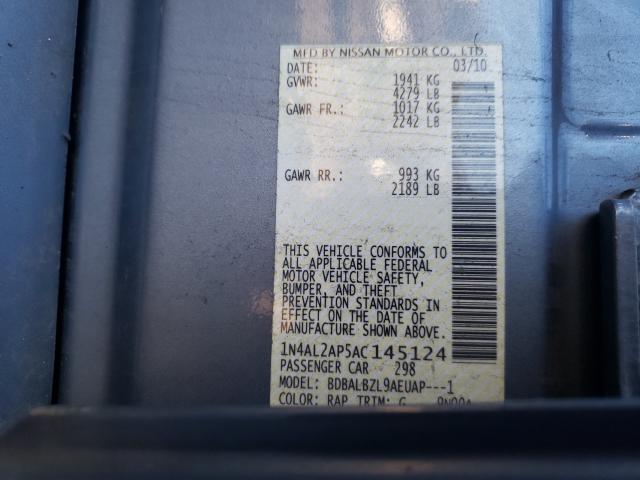 MFD BY NISSAN MOTOR CO., LTD.
DATE: 03/10
GVWR: 1941 KG
4279 LB
GAWR FR.: 1017 KG
2242 LB
GAWR RR.: 993 KG
2189 LB
THIS VEHICLE CONFORMS TO
ALL APPLICABLE FEDERAL
MOTOR VEHICLE SAFETY,
BUMPER, AND THEFT
PREVENTION STANDARDS IN
EFFECT ON THE DATE OF
MANUFACTURE SHOWN ABOVE.
1N4AL2AP5AC145124
PASSENGER CAR 298
MODEL: BDBALBZL9AEUAP---1
COLOR: RAP TRIM: G